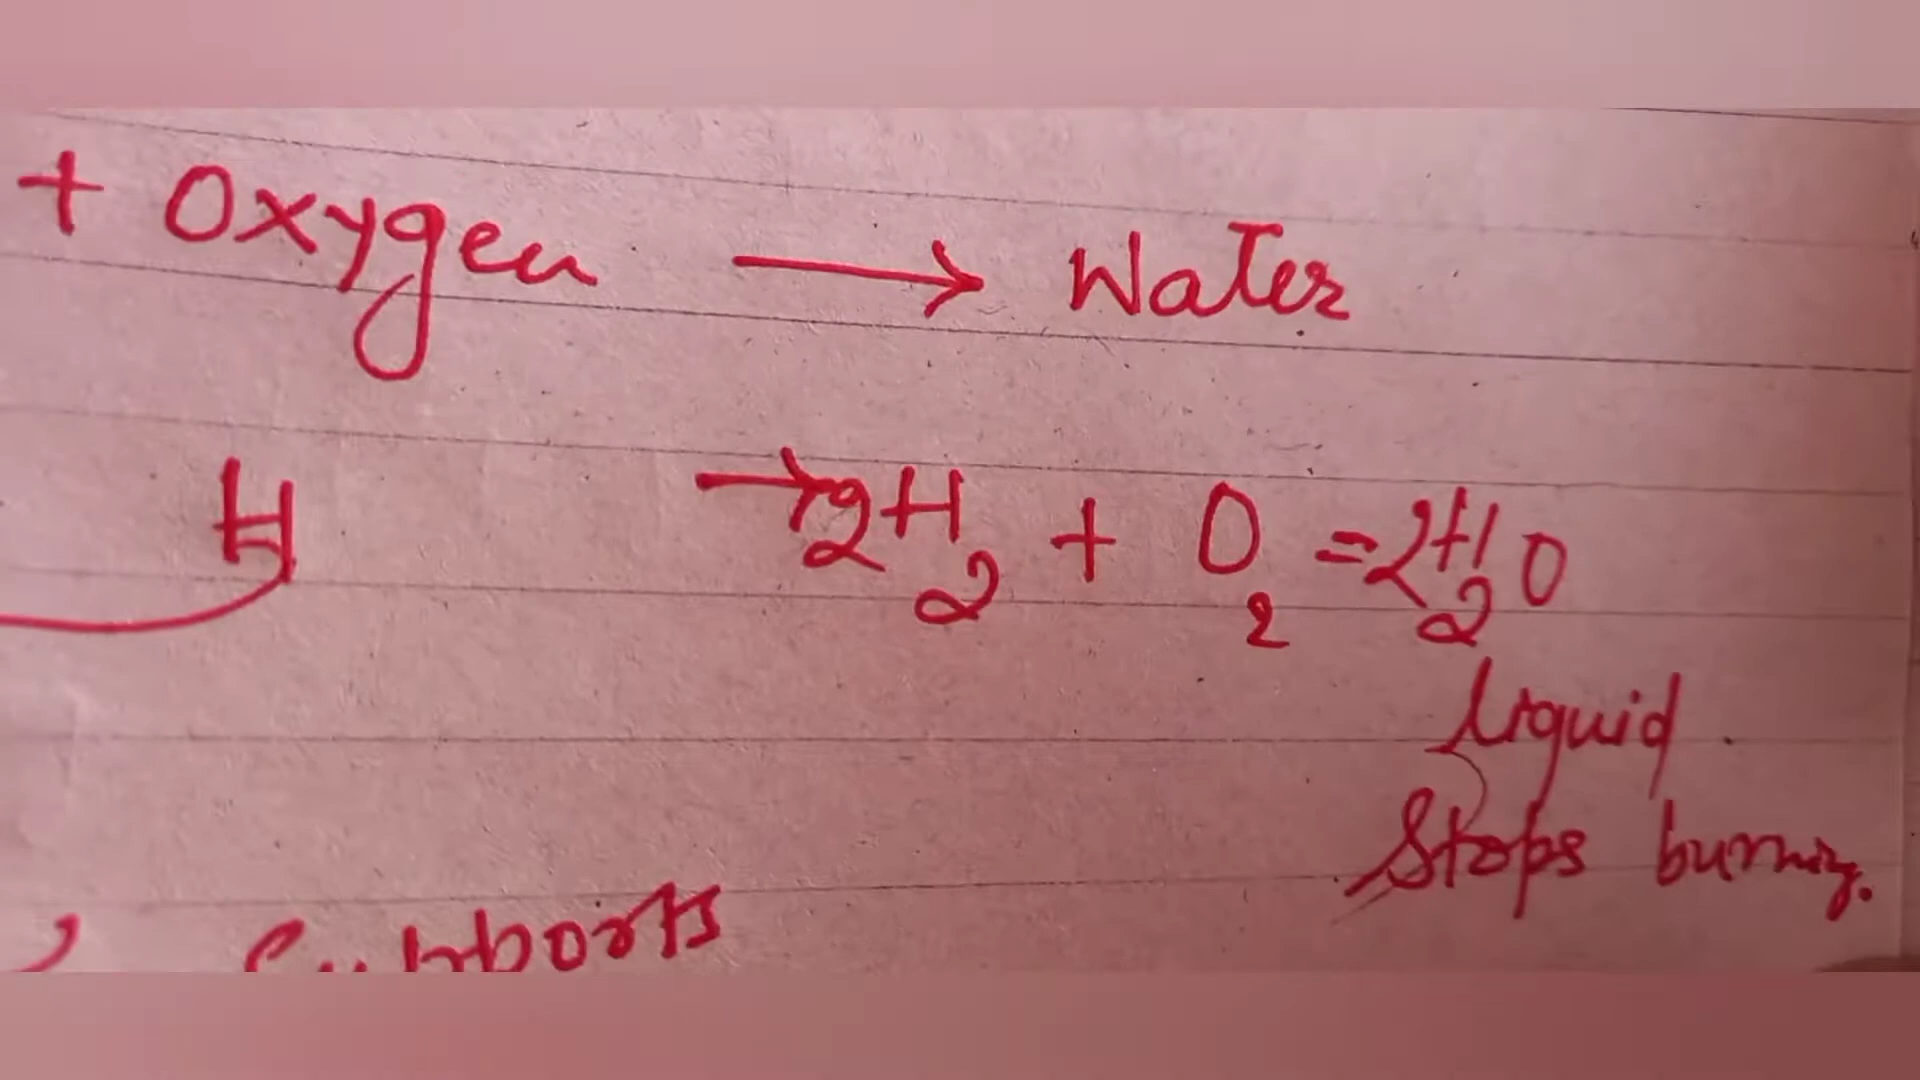 + Oxygen → Water
H → 2H₂ + O₂ = 2H₂O
Liquid
Stops burning.
Supports